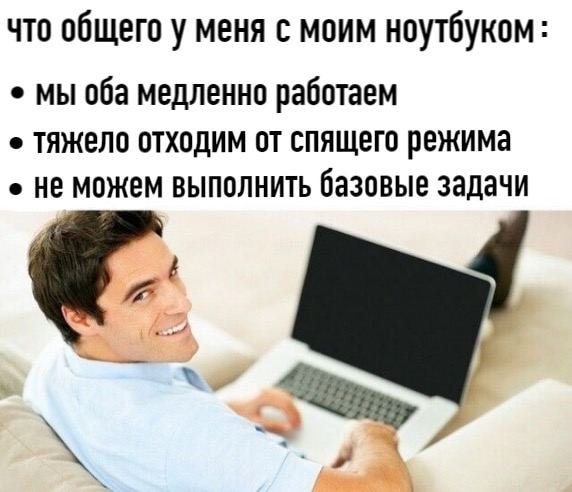 что общего у меня с моим ноутбуком:
• мы оба медленно работаем
• тяжело отходим от спящего режима
• не можем выполнить базовые задачи